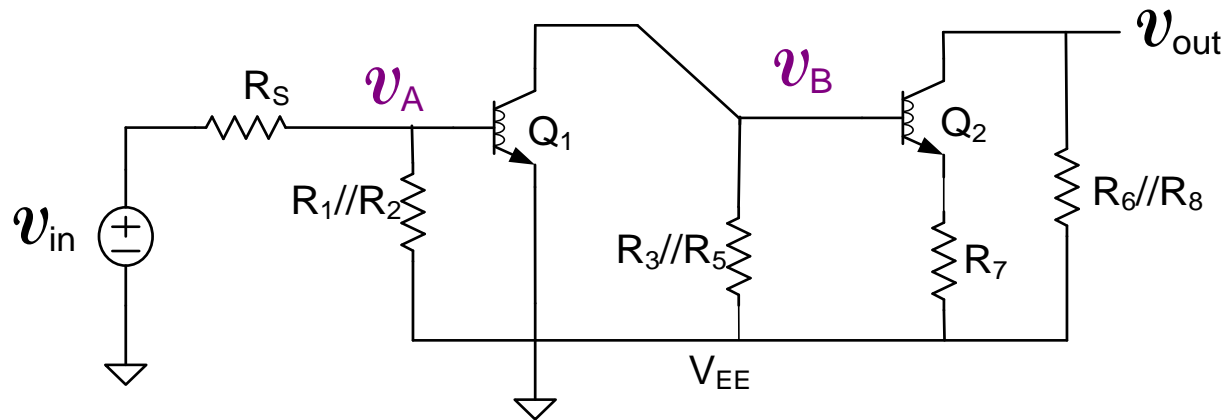 v_out
R_S
v_A
v_B
Q_1
Q_2
R_1//R_2
R_6//R_8
v_in
+
−
R_3//R_5
R_7
V_EE